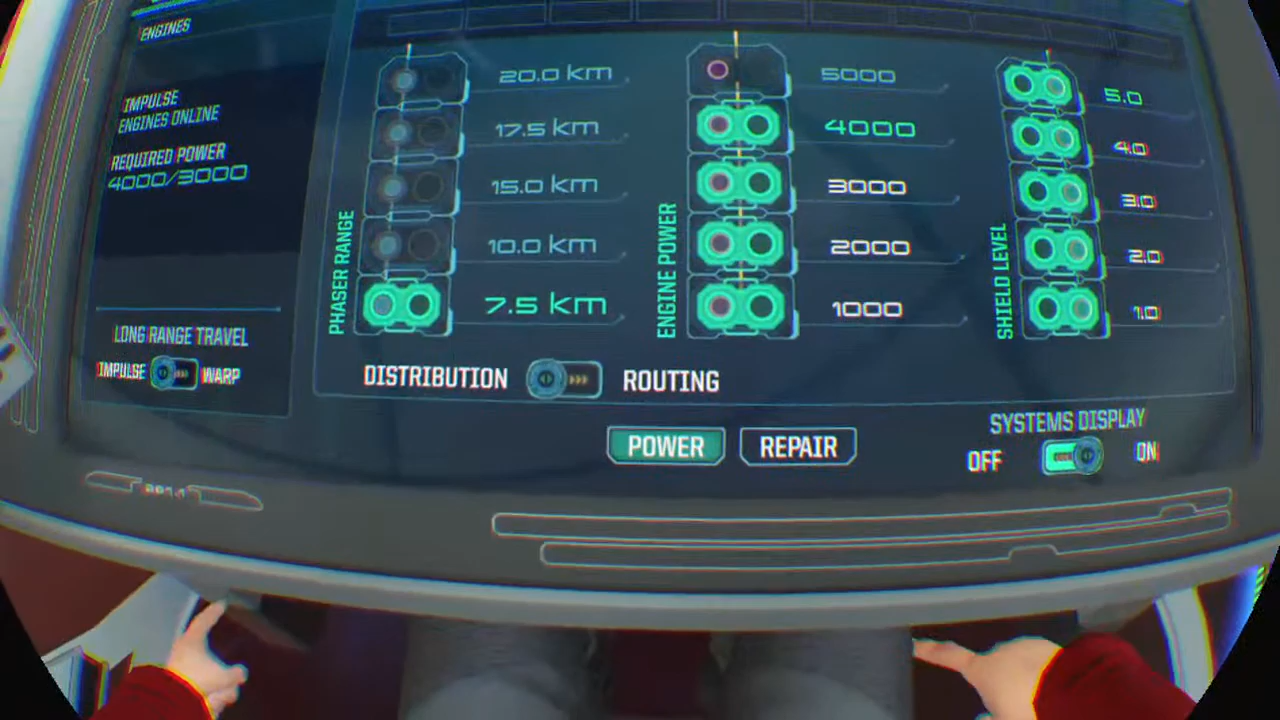 ENGINES
IMPULSE
ENGINES ONLINE
REQUIRED POWER
4000/3000
LONG RANGE TRAVEL
IMPULSE WARP
PHASER RANGE
20.0 km
17.5 km
15.0 km
10.0 km
7.5 km
ENGINE POWER
5000
4000
3000
2000
1000
SHIELD LEVEL
5.0
4.0
3.0
2.0
1.0
DISTRIBUTION ROUTING
POWER REPAIR
SYSTEMS DISPLAY
OFF ON